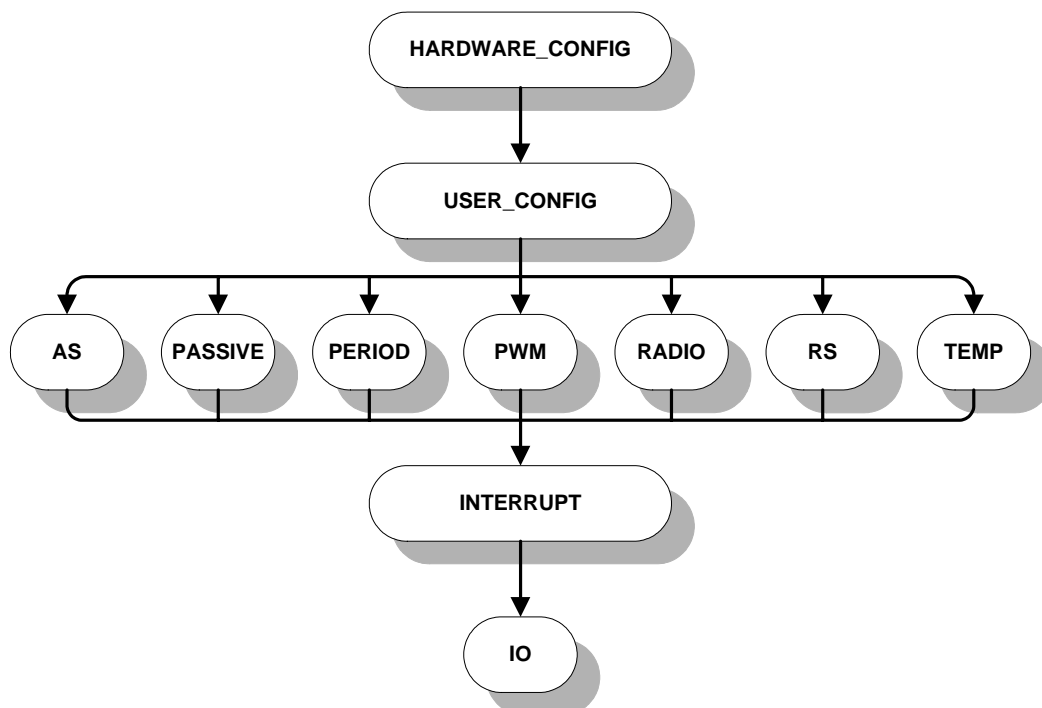 HARDWARE_CONFIG
USER_CONFIG
AS
PASSIVE
PERIOD
PWM
RADIO
RS
TEMP
INTERRUPT
IO